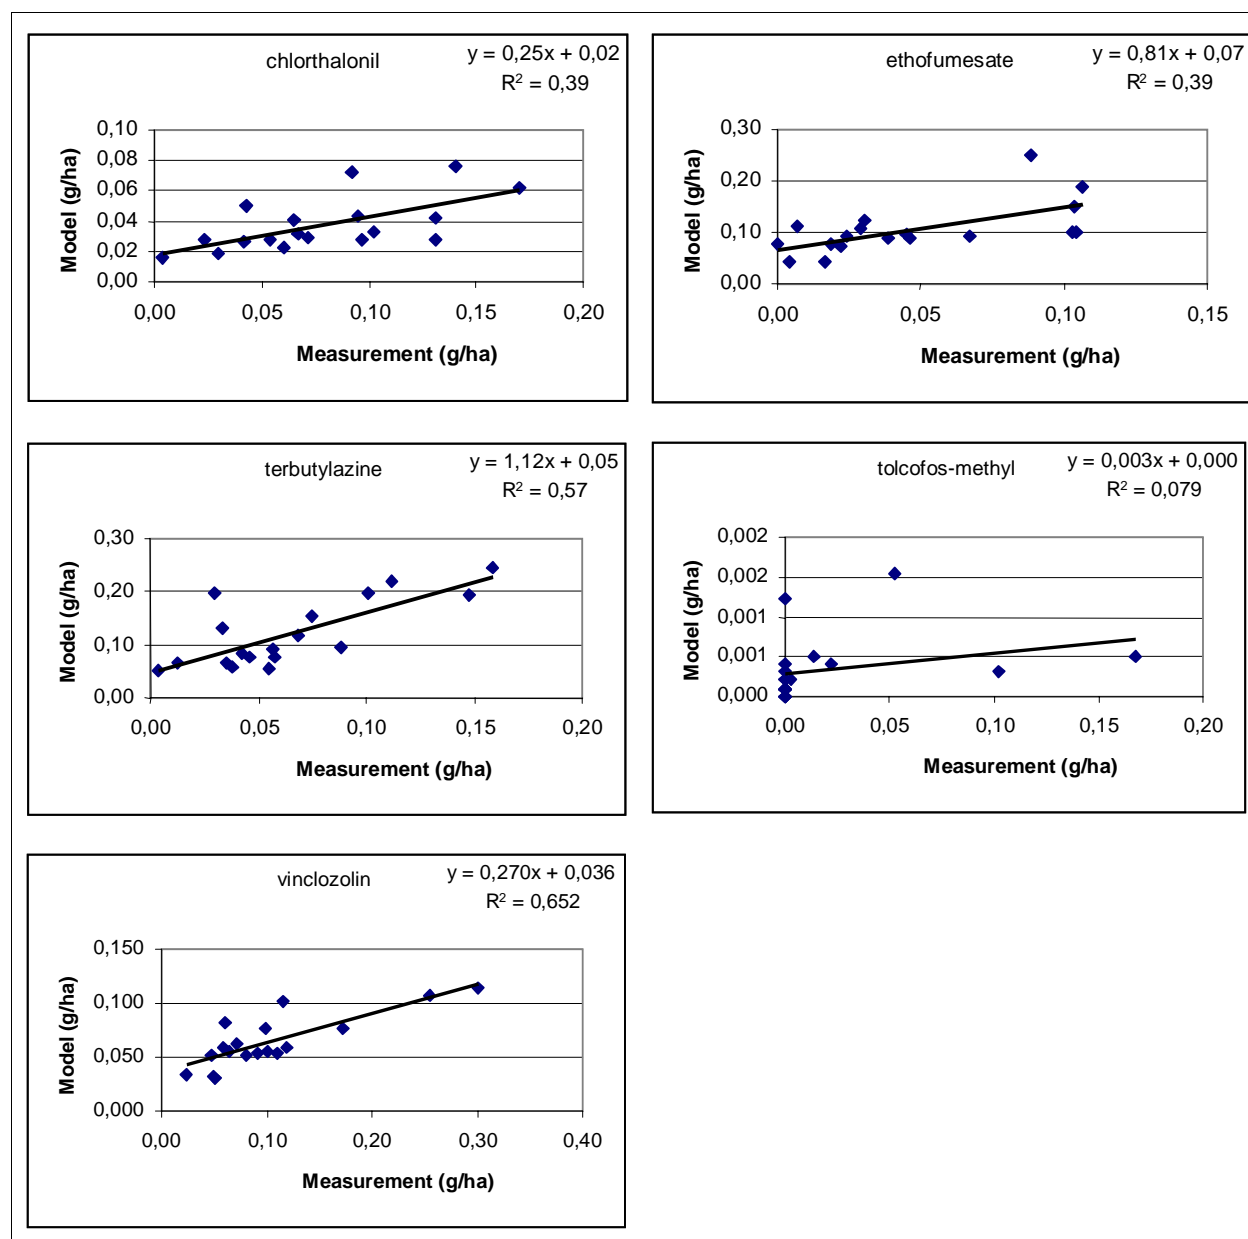 chlorthalonil
y = 0,25x + 0,02
R² = 0,39
0,10
0,08
0,06
0,04
0,02
0,00
Model (g/ha)
0,00 0,05 0,10 0,15 0,20
Measurement (g/ha)
ethofumesate
y = 0,81x + 0,07
R² = 0,39
0,30
0,20
0,10
0,00
Model (g/ha)
0,00 0,05 0,10 0,15
Measurement (g/ha)
terbutylazine
y = 1,12x + 0,05
R² = 0,57
0,30
0,20
0,10
0,00
Model (g/ha)
0,00 0,05 0,10 0,15 0,20
Measurement (g/ha)
tolcofos-methyl
y = 0,003x + 0,000
R² = 0,079
0,002
0,002
0,001
0,001
0,000
Model (g/ha)
0,00 0,05 0,10 0,15 0,20
Measurement (g/ha)
vinclozolin
y = 0,270x + 0,036
R² = 0,652
0,150
0,100
0,050
0,000
Model (g/ha)
0,00 0,10 0,20 0,30 0,40
Measurement (g/ha)